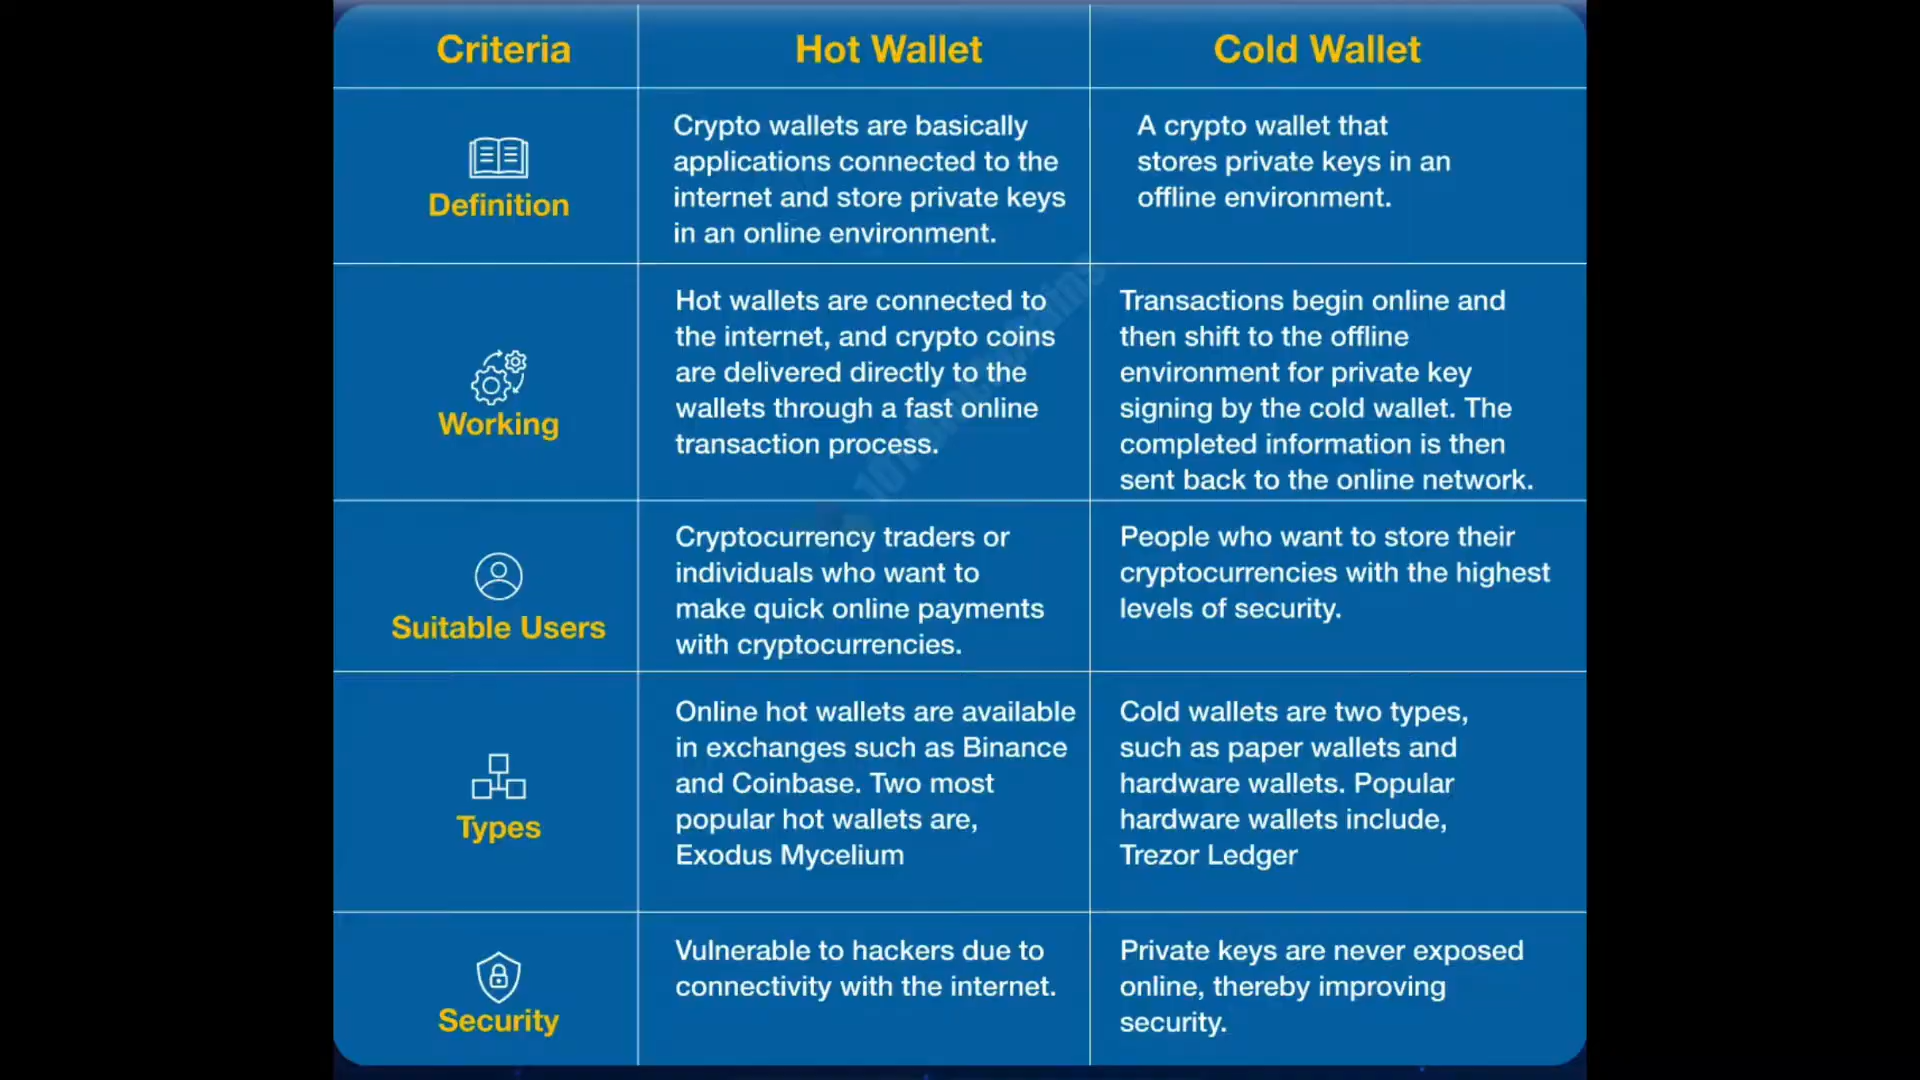 Criteria
Hot Wallet
Cold Wallet
Definition
Crypto wallets are basically
applications connected to the
internet and store private keys
in an online environment.
A crypto wallet that
stores private keys in an
offline environment.
Working
Hot wallets are connected to
the internet, and crypto coins
are delivered directly to the
wallets through a fast online
transaction process.
Transactions begin online and
then shift to the offline
environment for private key
signing by the cold wallet. The
completed information is then
sent back to the online network.
Suitable Users
Cryptocurrency traders or
individuals who want to
make quick online payments
with cryptocurrencies.
People who want to store their
cryptocurrencies with the highest
levels of security.
Types
Online hot wallets are available
in exchanges such as Binance
and Coinbase. Two most
popular hot wallets are,
Exodus Mycelium
Cold wallets are two types,
such as paper wallets and
hardware wallets. Popular
hardware wallets include,
Trezor Ledger
Security
Vulnerable to hackers due to
connectivity with the internet.
Private keys are never exposed
online, thereby improving
security.